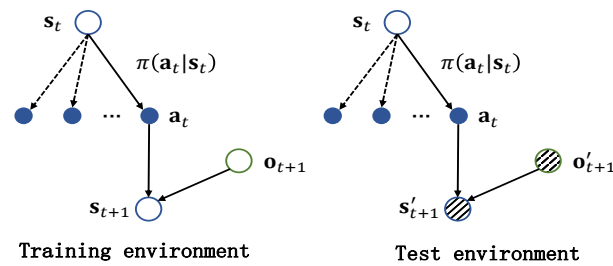 s_t
π(a_t|s_t)
... a_t
o_{t+1}
s_{t+1}
Training environment
s_t
π(a_t|s_t)
... a_t
o'_{t+1}
s'_{t+1}
Test environment